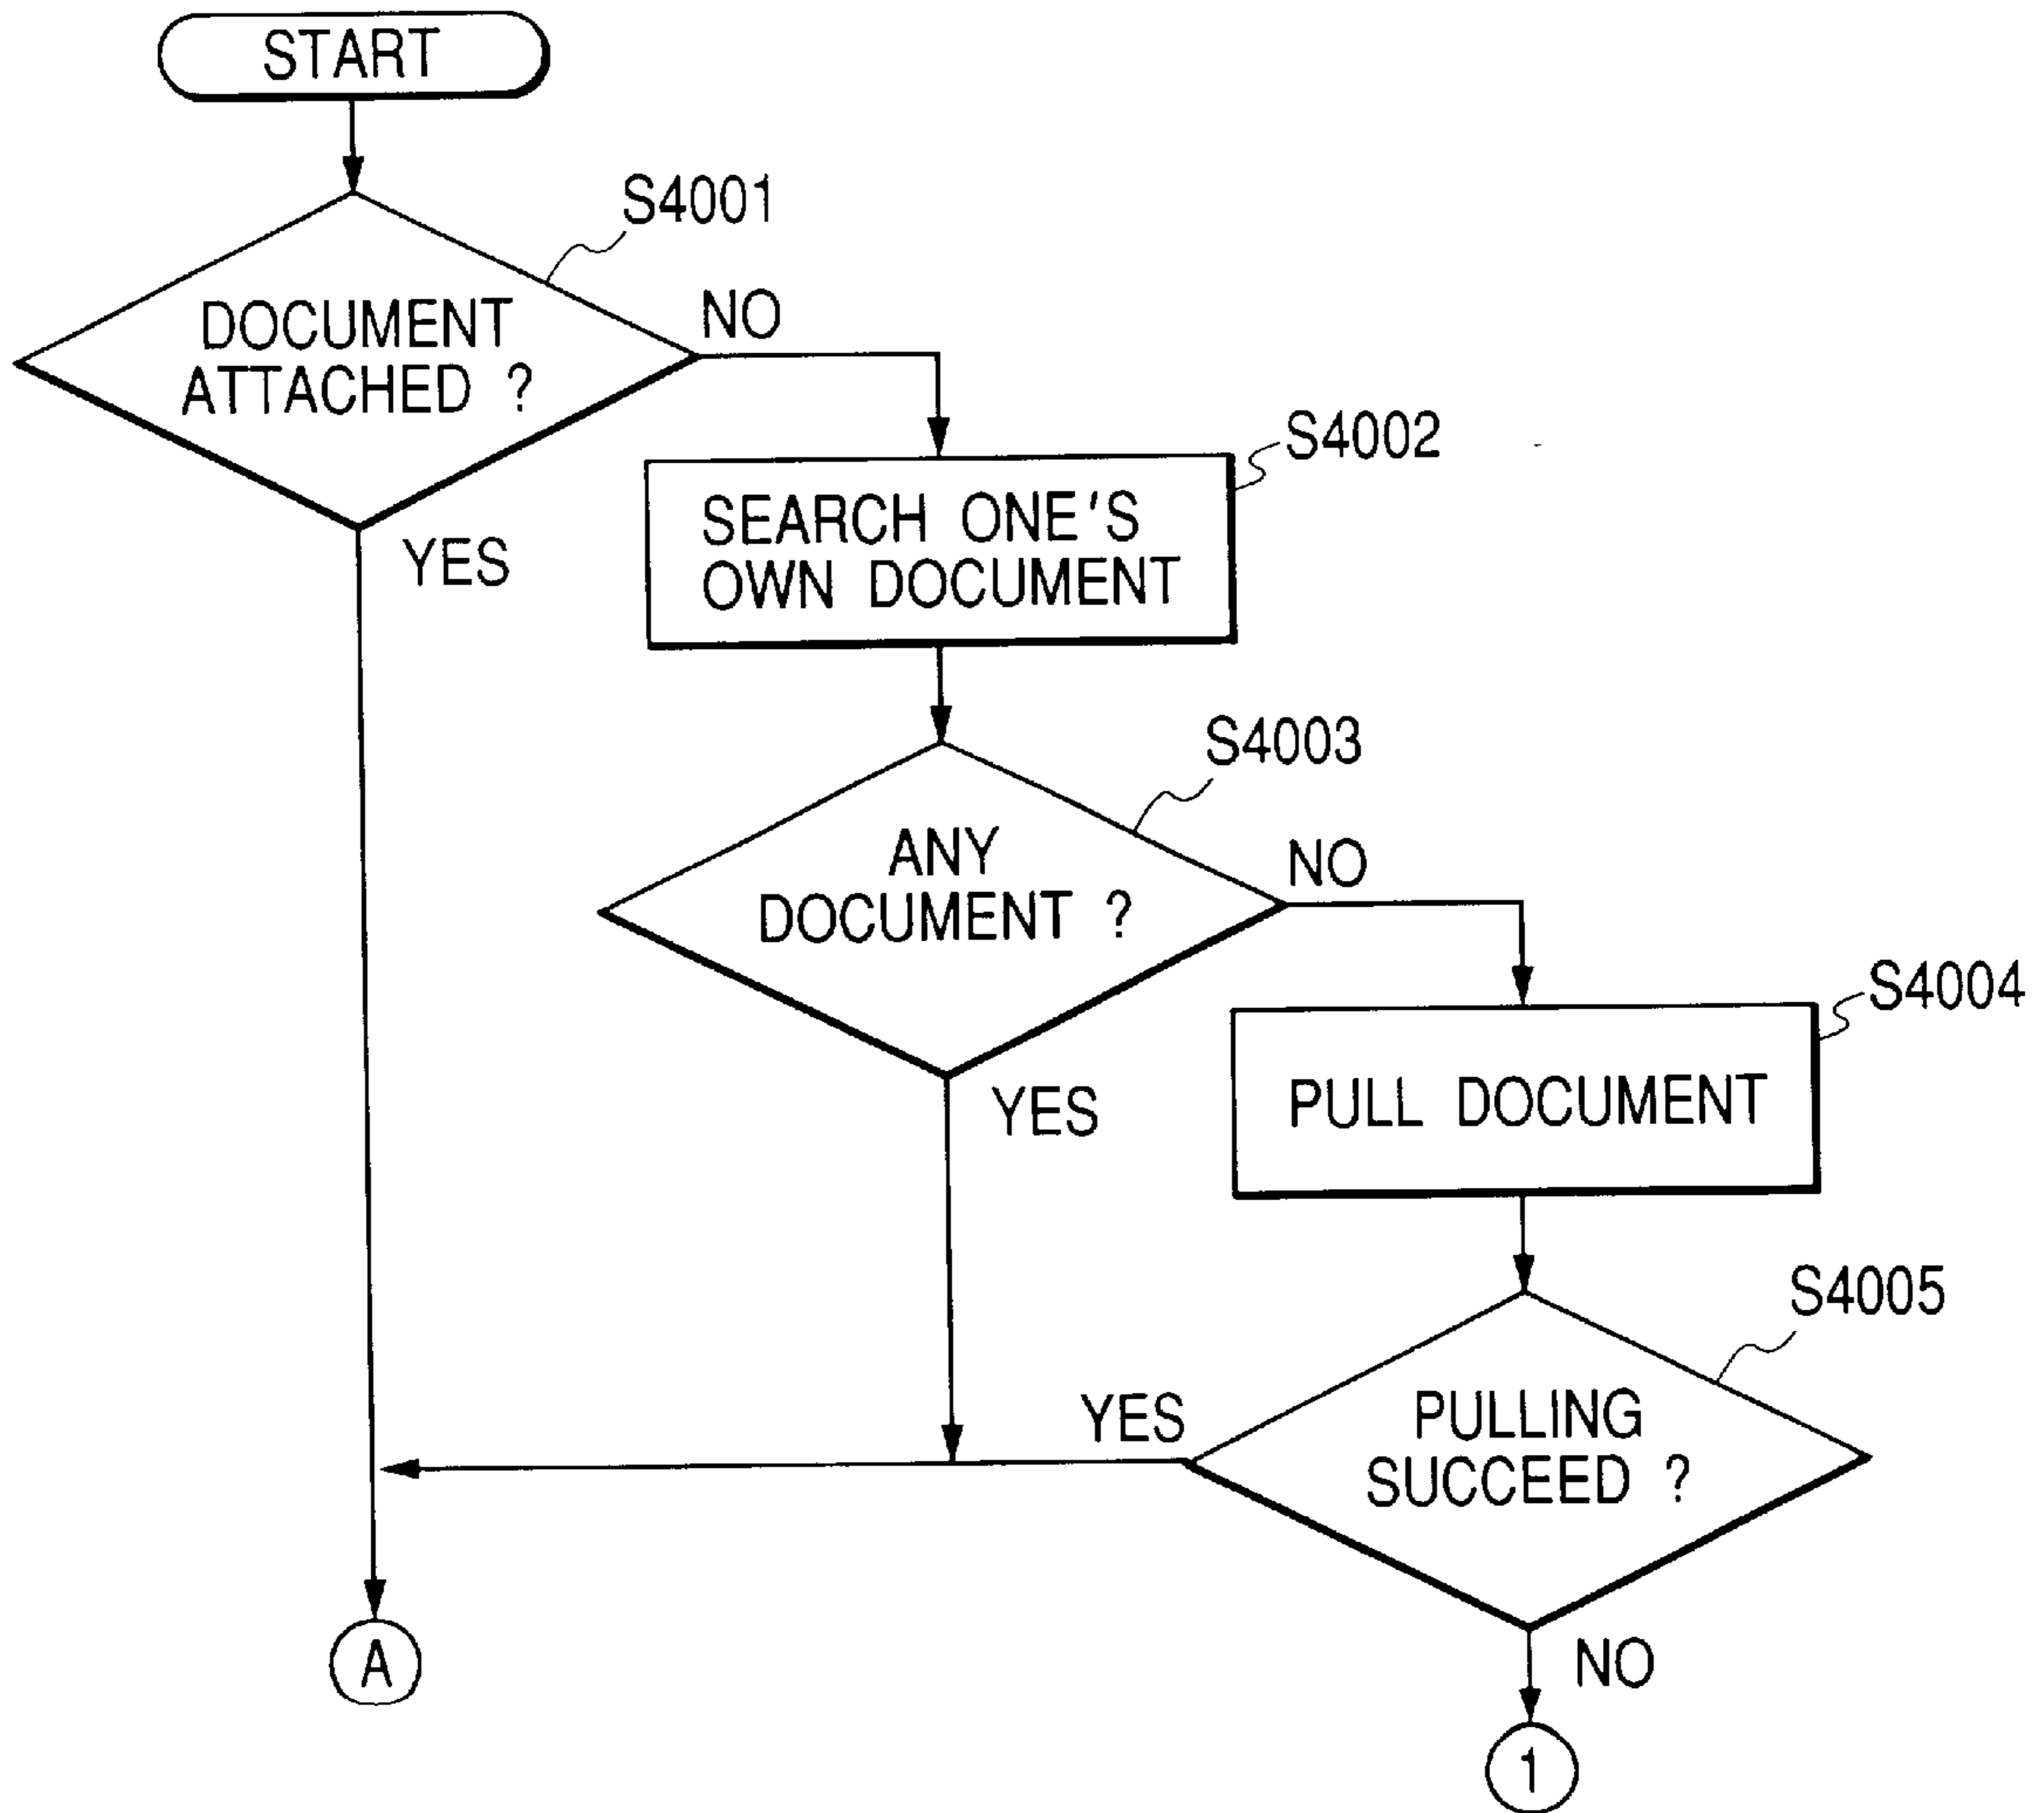 START
S4001
DOCUMENT
ATTACHED ?
NO
YES
S4002
SEARCH ONE'S
OWN DOCUMENT
S4003
ANY
DOCUMENT ?
NO
YES
S4004
PULL DOCUMENT
S4005
PULLING
SUCCEED ?
YES
NO
A
1